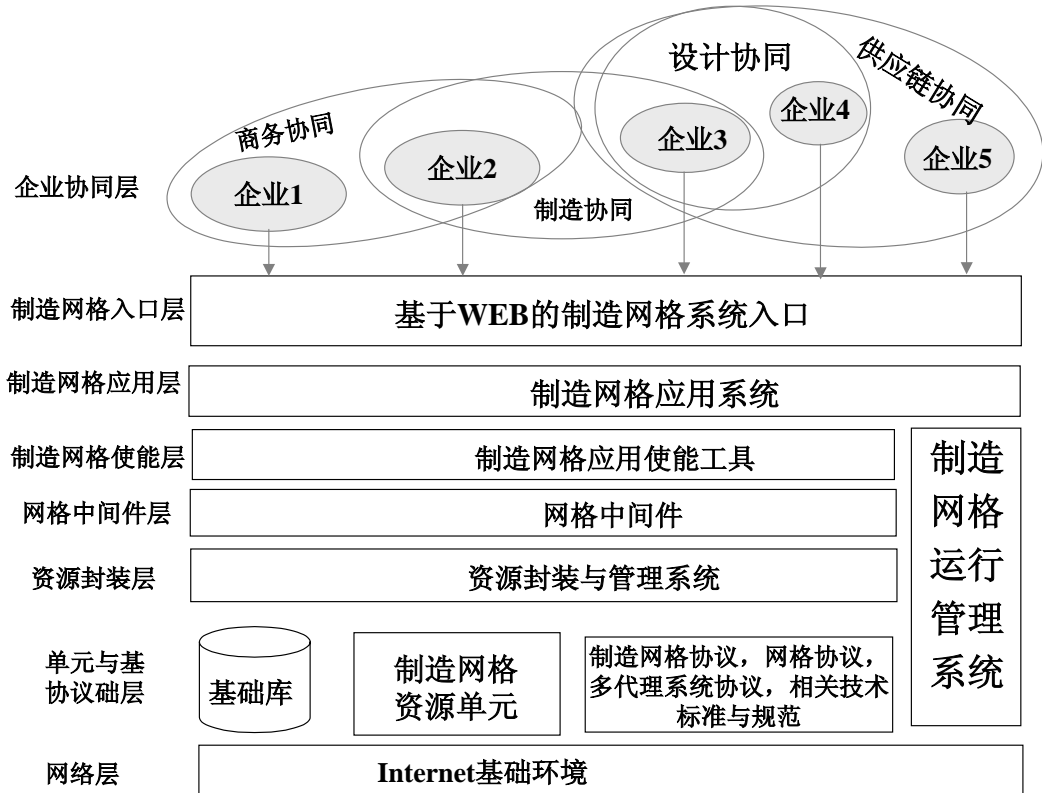 设计协同
供应链协同
商务协同
企业4
企业3
企业2
企业5
企业1
企业协同层
制造协同
制造网格入口层
基于WEB的制造网格系统入口
制造网格应用层
制造网格应用系统
制造网格使能层
制造网格应用使能工具
网格中间件层
网格中间件
资源封装层
资源封装与管理系统
制造
网格
运行
管理
系统
单元与基
协议础层
基础库
制造网格
资源单元
制造网格协议，网格协议，
多代理系统协议，相关技术
标准与规范
网络层
Internet基础环境